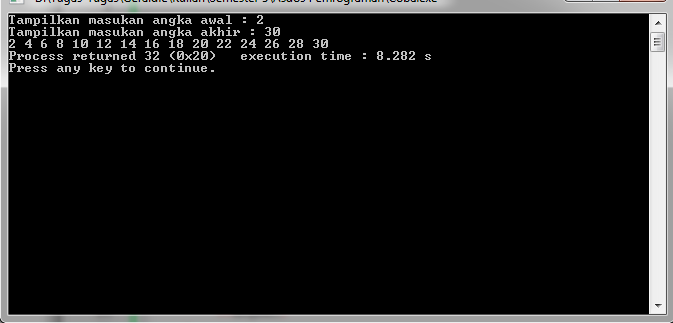 Tampilkan masukan angka awal : 2
Tampilkan masukan angka akhir : 30
2 4 6 8 10 12 14 16 18 20 22 24 26 28 30
Process returned 32 (0x20)   execution time : 8.282 s
Press any key to continue.